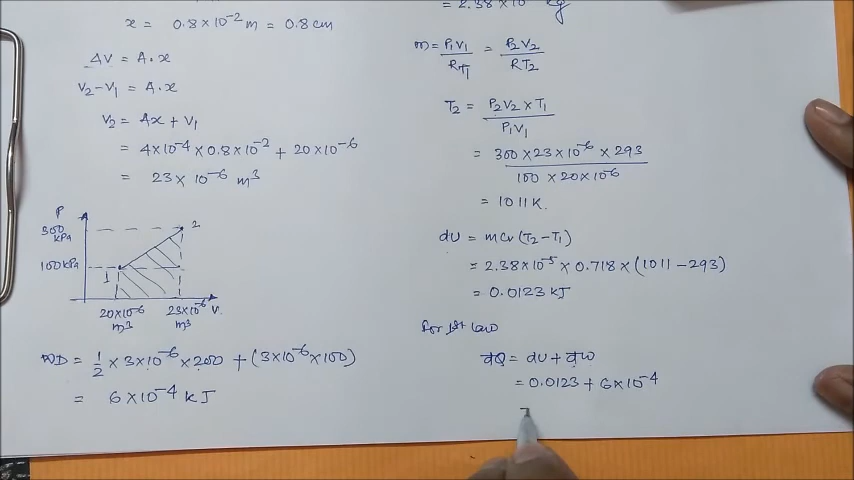 x = 0.8×10⁻² m = 0.8 cm
ΔV = A·x
V₂-V₁ = A·x
V₂ = Ax + V₁
= 4×10⁻⁴ × 0.8×10⁻² + 20×10⁻⁶
= 23 × 10⁻⁶ m³
P
300 kPa
2
100 kPa
1
20×10⁻⁶ m³
23×10⁻⁶ m³
V
WD = 1/2 × 3×10⁻⁶ × 200 + (3×10⁻⁶×100)
= 6×10⁻⁴ kJ
= 2.38×10 kg
m = P₁V₁/RT₁ = P₂V₂/RT₂
T₂ = P₂V₂ × T₁/P₁V₁
= 300 × 23×10⁻⁶ × 293/100 × 20×10⁻⁶
= 1011 K.
dU = mCv(T₂-T₁)
= 2.38×10⁻⁵ × 0.718 × (1011-293)
= 0.0123 kJ
For 1st Law
dQ = dU + dW
= 0.0123 + 6×10⁻⁴